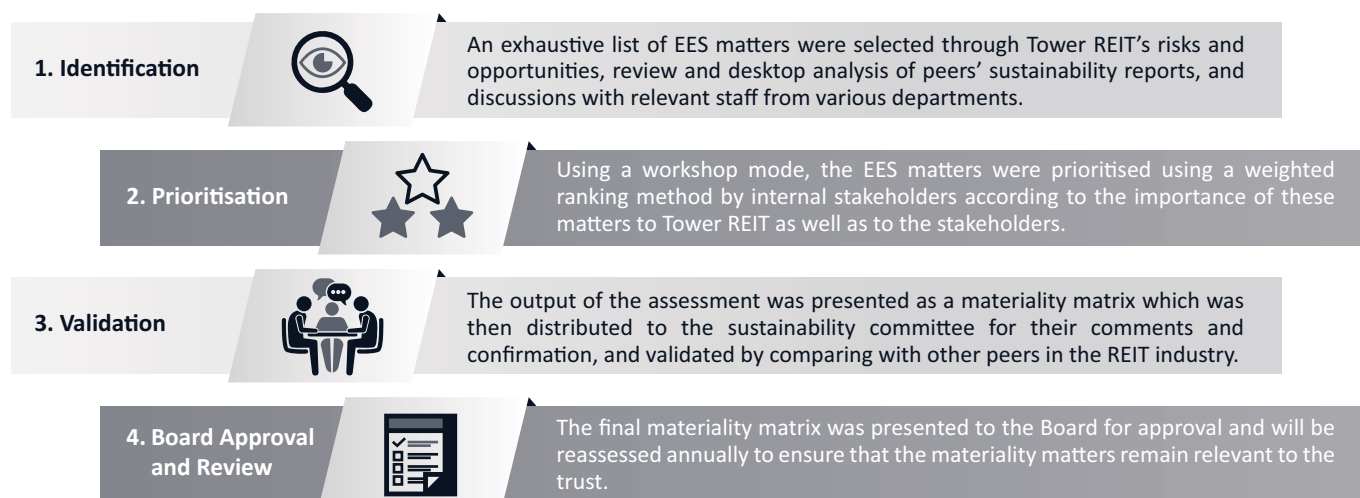 1. Identification
An exhaustive list of EES matters were selected through Tower REIT's risks and
opportunities, review and desktop analysis of peers' sustainability reports, and
discussions with relevant staff from various departments.
2. Prioritisation
Using a workshop mode, the EES matters were prioritised using a weighted
ranking method by internal stakeholders according to the importance of these
matters to Tower REIT as well as to the stakeholders.
3. Validation
The output of the assessment was presented as a materiality matrix which was
then distributed to the sustainability committee for their comments and
confirmation, and validated by comparing with other peers in the REIT industry.
4. Board Approval
and Review
The final materiality matrix was presented to the Board for approval and will be
reassessed annually to ensure that the materiality matters remain relevant to the
trust.